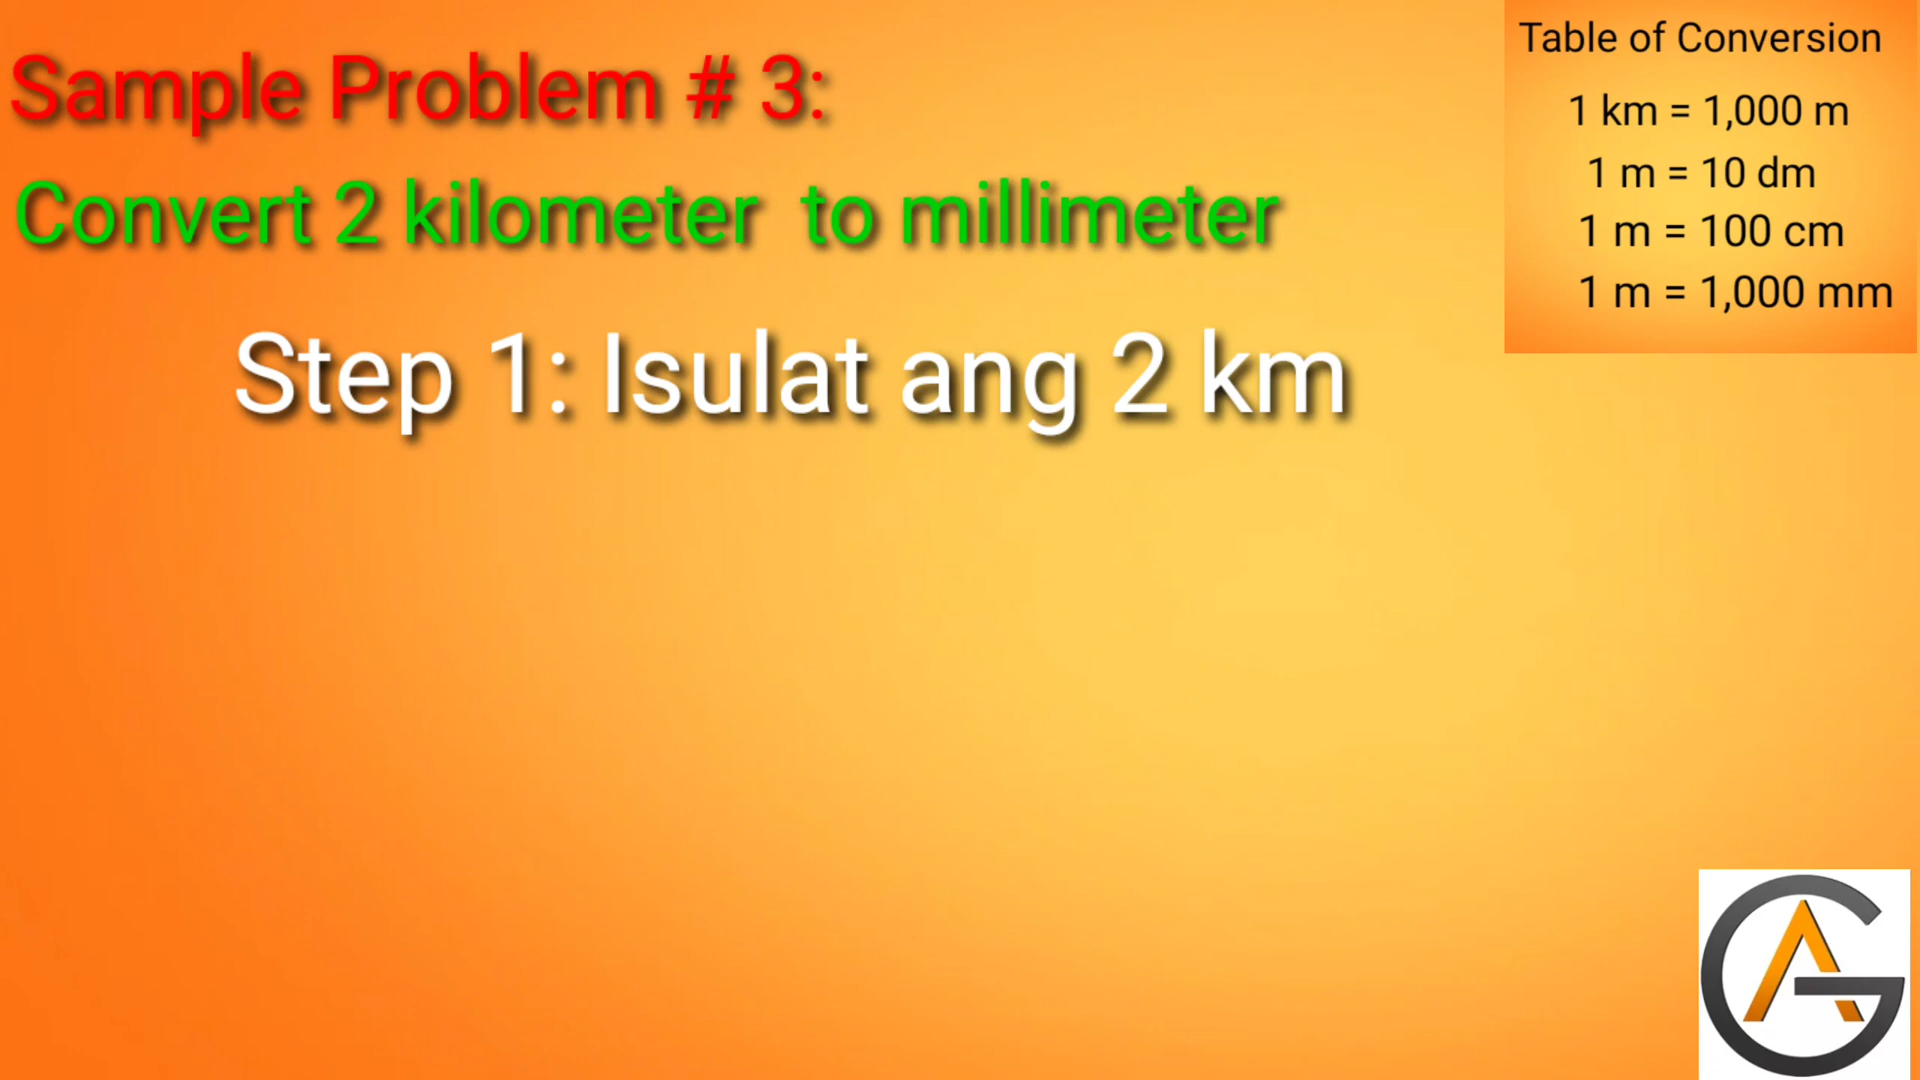 Sample Problem # 3:
Convert 2 kilometer to millimeter
Step 1: Isulat ang 2 km
Table of Conversion
1 km = 1,000 m
1 m = 10 dm
1 m = 100 cm
1 m = 1,000 mm
GA